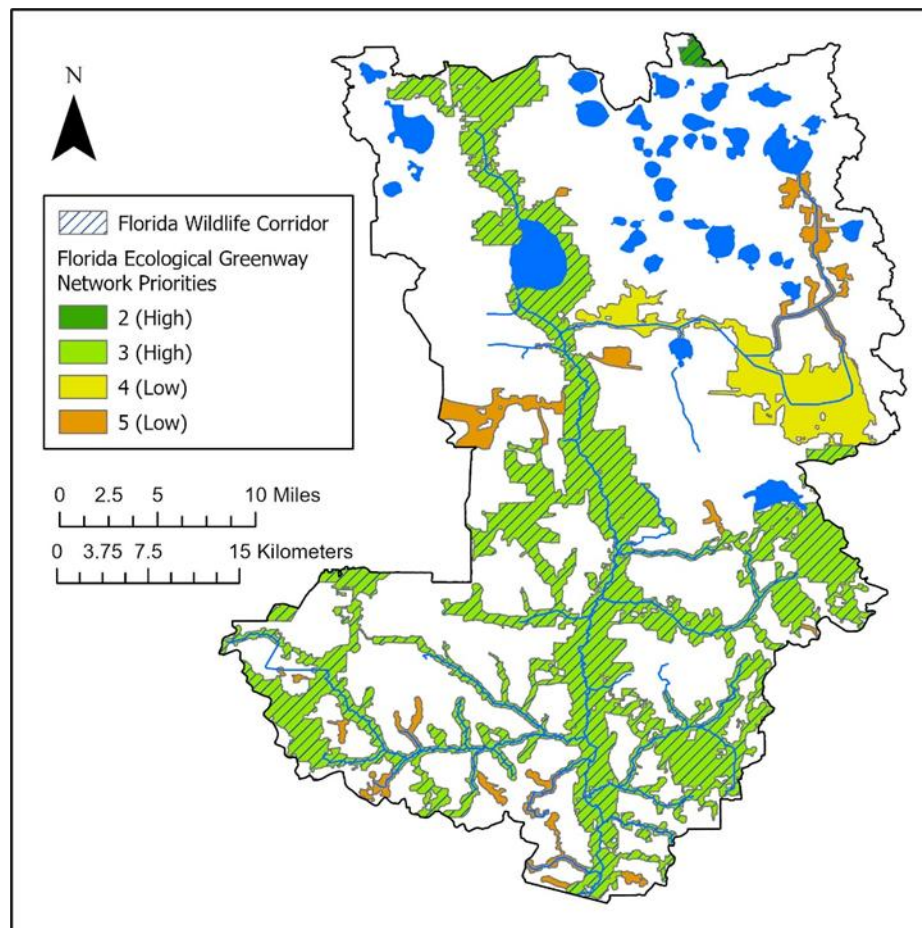 N
Florida Wildlife Corridor
Florida Ecological Greenway
Network Priorities
2 (High)
3 (High)
4 (Low)
5 (Low)
0 2.5 5 10 Miles
0 3.75 7.5 15 Kilometers